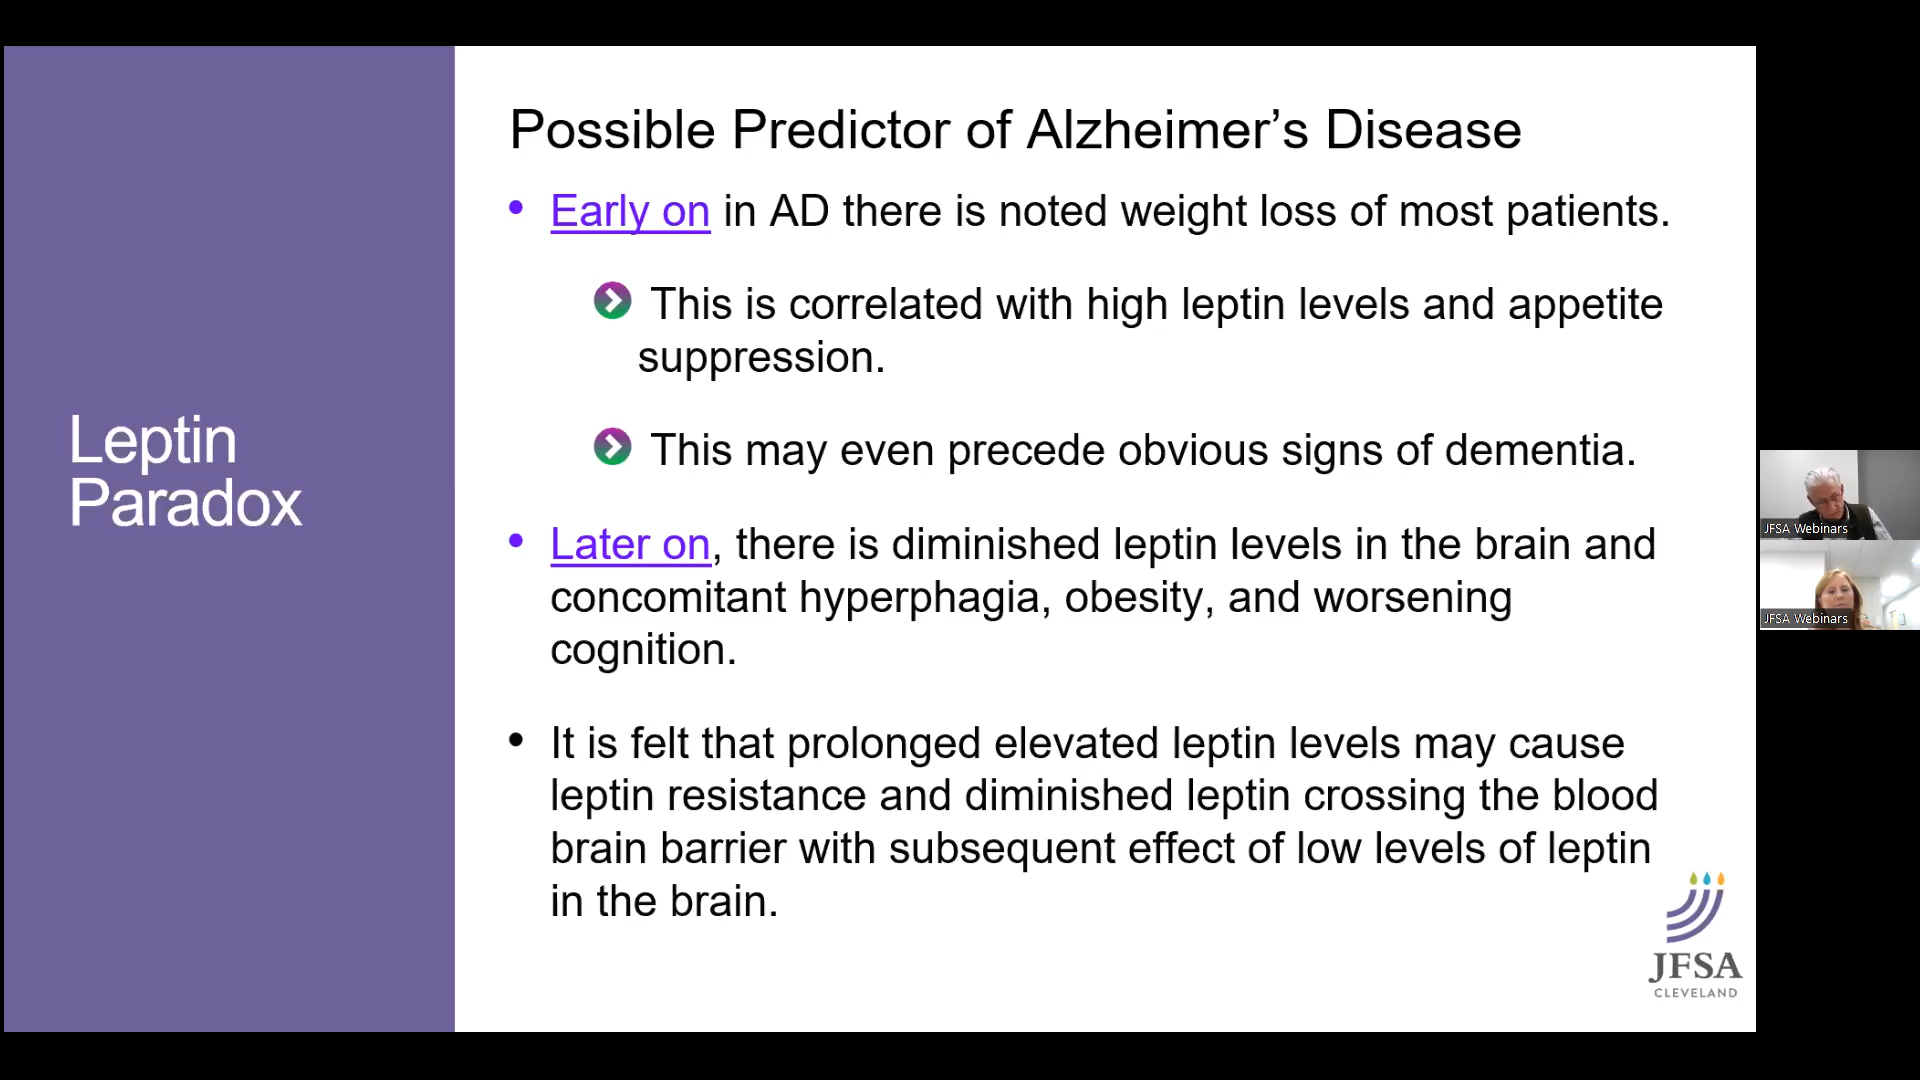 Leptin
Paradox
Possible Predictor of Alzheimer’s Disease
• Early on in AD there is noted weight loss of most patients.
This is correlated with high leptin levels and appetite
suppression.
This may even precede obvious signs of dementia.
• Later on, there is diminished leptin levels in the brain and
concomitant hyperphagia, obesity, and worsening
cognition.
• It is felt that prolonged elevated leptin levels may cause
leptin resistance and diminished leptin crossing the blood
brain barrier with subsequent effect of low levels of leptin
in the brain.
JFSA
CLEVELAND
JFSA Webinars
JFSA Webinars